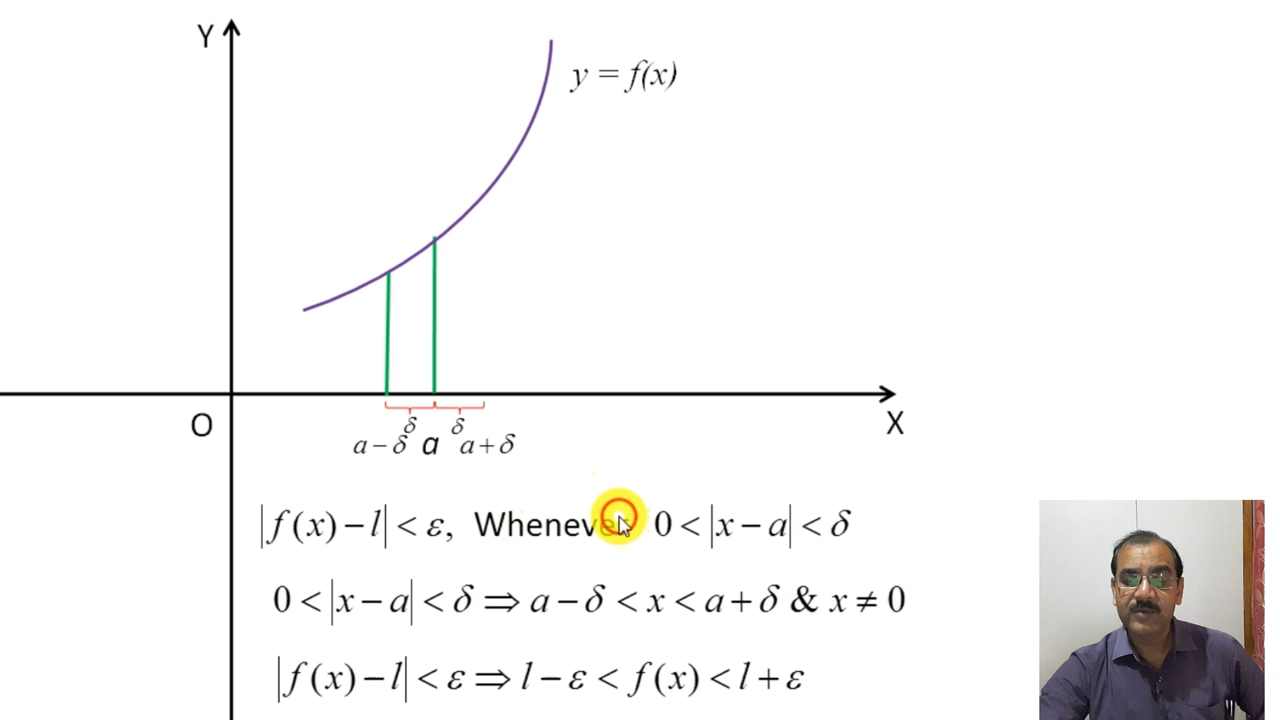 Y
y = f(x)
O
X
δ δ
a − δ a a + δ
|f(x) − l| < ε, Whenever 0 < |x − a| < δ
0 < |x − a| < δ ⇒ a − δ < x < a + δ & x ≠ 0
|f(x) − l| < ε ⇒ l − ε < f(x) < l + ε